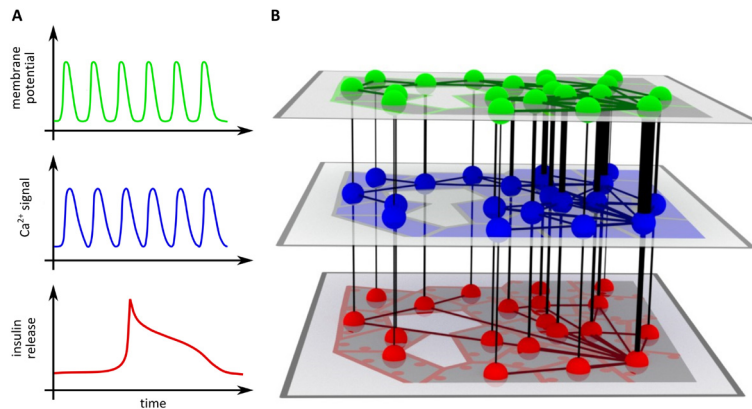 A
B
membrane
potential
Ca²⁺ signal
insulin
release
time